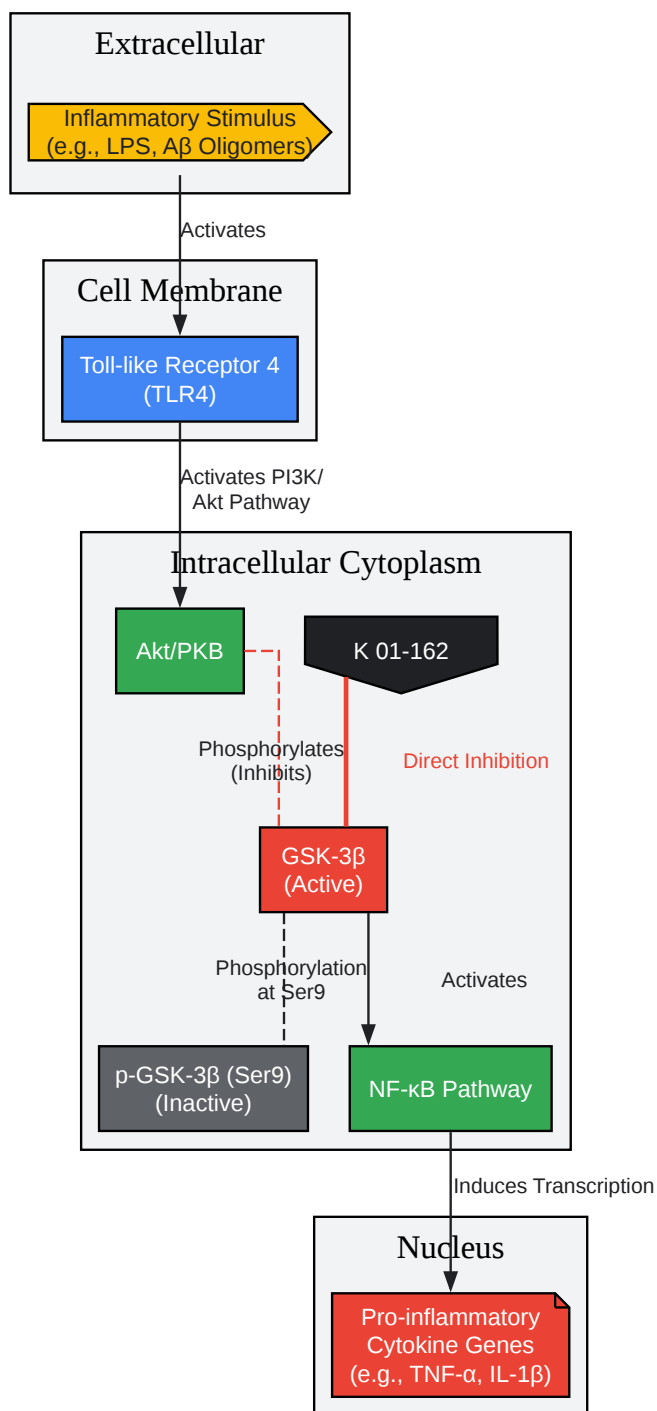 Extracellular
Inflammatory Stimulus
(e.g., LPS, Aβ Oligomers)
Activates
Cell Membrane
Toll-like Receptor 4
(TLR4)
Activates PI3K/
Akt Pathway
Intracellular Cytoplasm
Akt/PKB
K 01-162
Phosphorylates
(Inhibits)
Direct Inhibition
GSK-3β
(Active)
Phosphorylation
at Ser9
Activates
p-GSK-3β (Ser9)
(Inactive)
NF-κB Pathway
Induces Transcription
Nucleus
Pro-inflammatory
Cytokine Genes
(e.g., TNF-α, IL-1β)